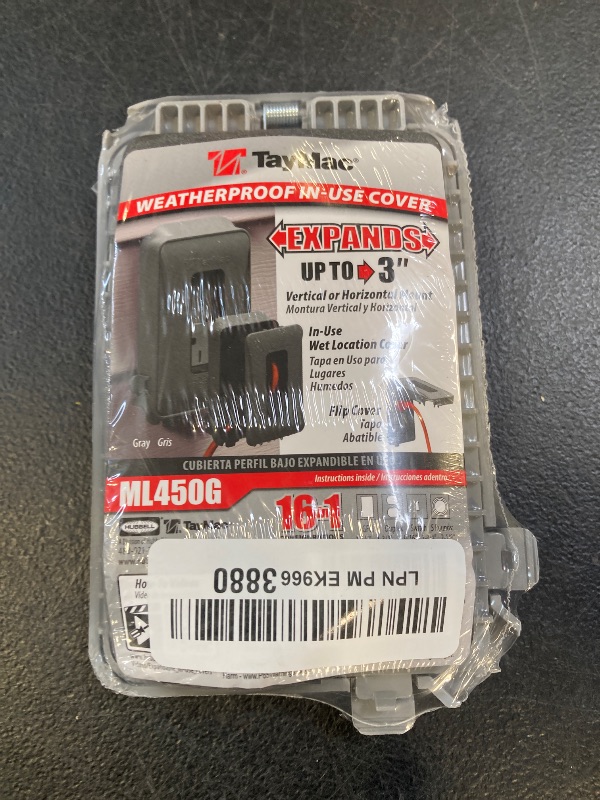 TayMac®
WEATHERPROOF IN-USE COVER
EXPANDS
UP TO 3"
Vertical or Horizontal Mount
Montura Vertical y Horizontal
In-Use
Wet Location Cover
Tapa en Uso para
Lugares
Humedos
Flip Cover
Tapa
Abatible
Gray Gris
CUBIERTA PERFIL BAJO EXPANDIBLE EN
Instructions inside / Instrucciones adentro
ML450G
16 in 1
HUBBELL TayMac
LPN PM EK966 3880